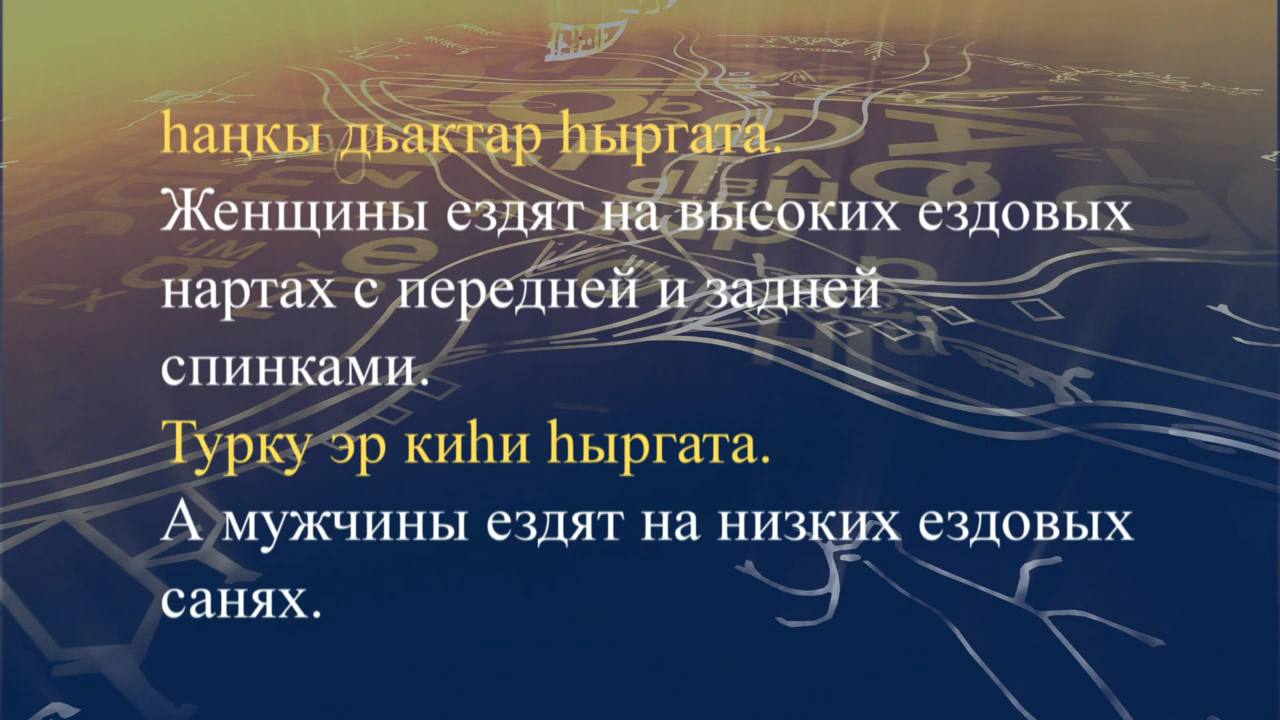 һаӊкы дьактар һыргата.
Женщины ездят на высоких ездовых
нартах с передней и задней
спинками.
Турку эр киһи һыргата.
А мужчины ездят на низких ездовых
санях.